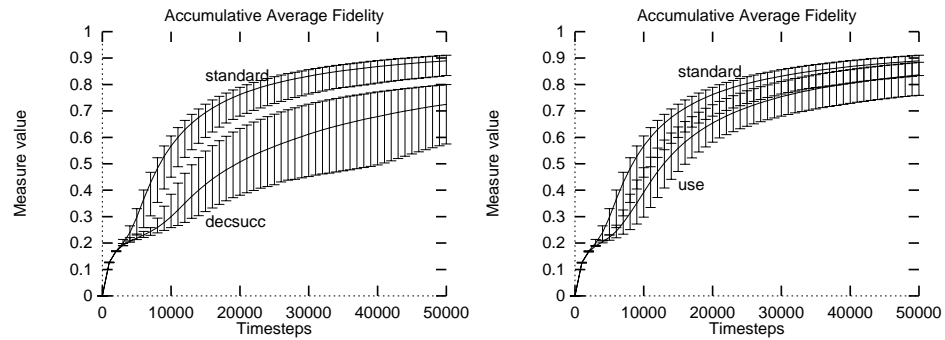 Accumulative Average Fidelity
1
0.9
0.8
0.7
0.6
0.5
0.4
0.3
0.2
0.1
0
Measure value
standard
decsucc
0 10000 20000 30000 40000 50000
Timesteps
Accumulative Average Fidelity
1
0.9
0.8
0.7
0.6
0.5
0.4
0.3
0.2
0.1
0
Measure value
standard
use
0 10000 20000 30000 40000 50000
Timesteps